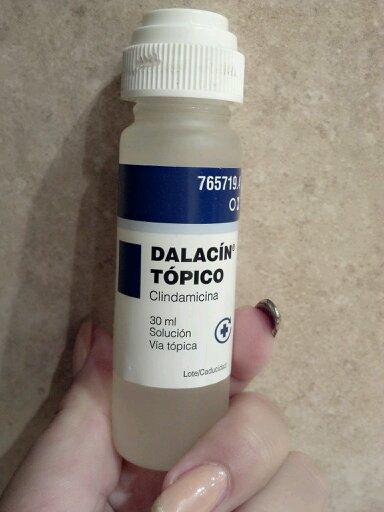 765719.
DALACÍN®
TÓPICO
Clindamicina
30 ml
Solución
Vía tópica
Lote/Caducidad